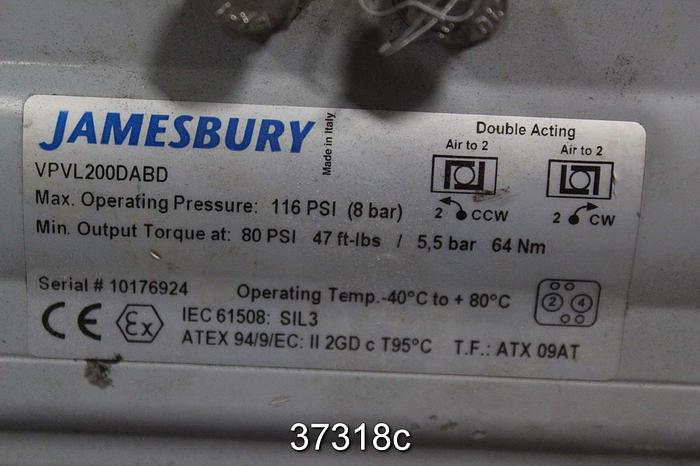 JAMESBURY
Made in Italy
VPVL200DABD
Max. Operating Pressure: 116 PSI (8 bar)
Min. Output Torque at: 80 PSI 47 ft-lbs / 5,5 bar 64 Nm
Double Acting
Air to 2 Air to 2
2 CCW 2 CW
Serial # 10176924 Operating Temp.-40°C to + 80°C
2 4
CE Ex IEC 61508: SIL3
ATEX 94/9/EC: II 2GD c T95°C T.F.: ATX 09AT
37318c